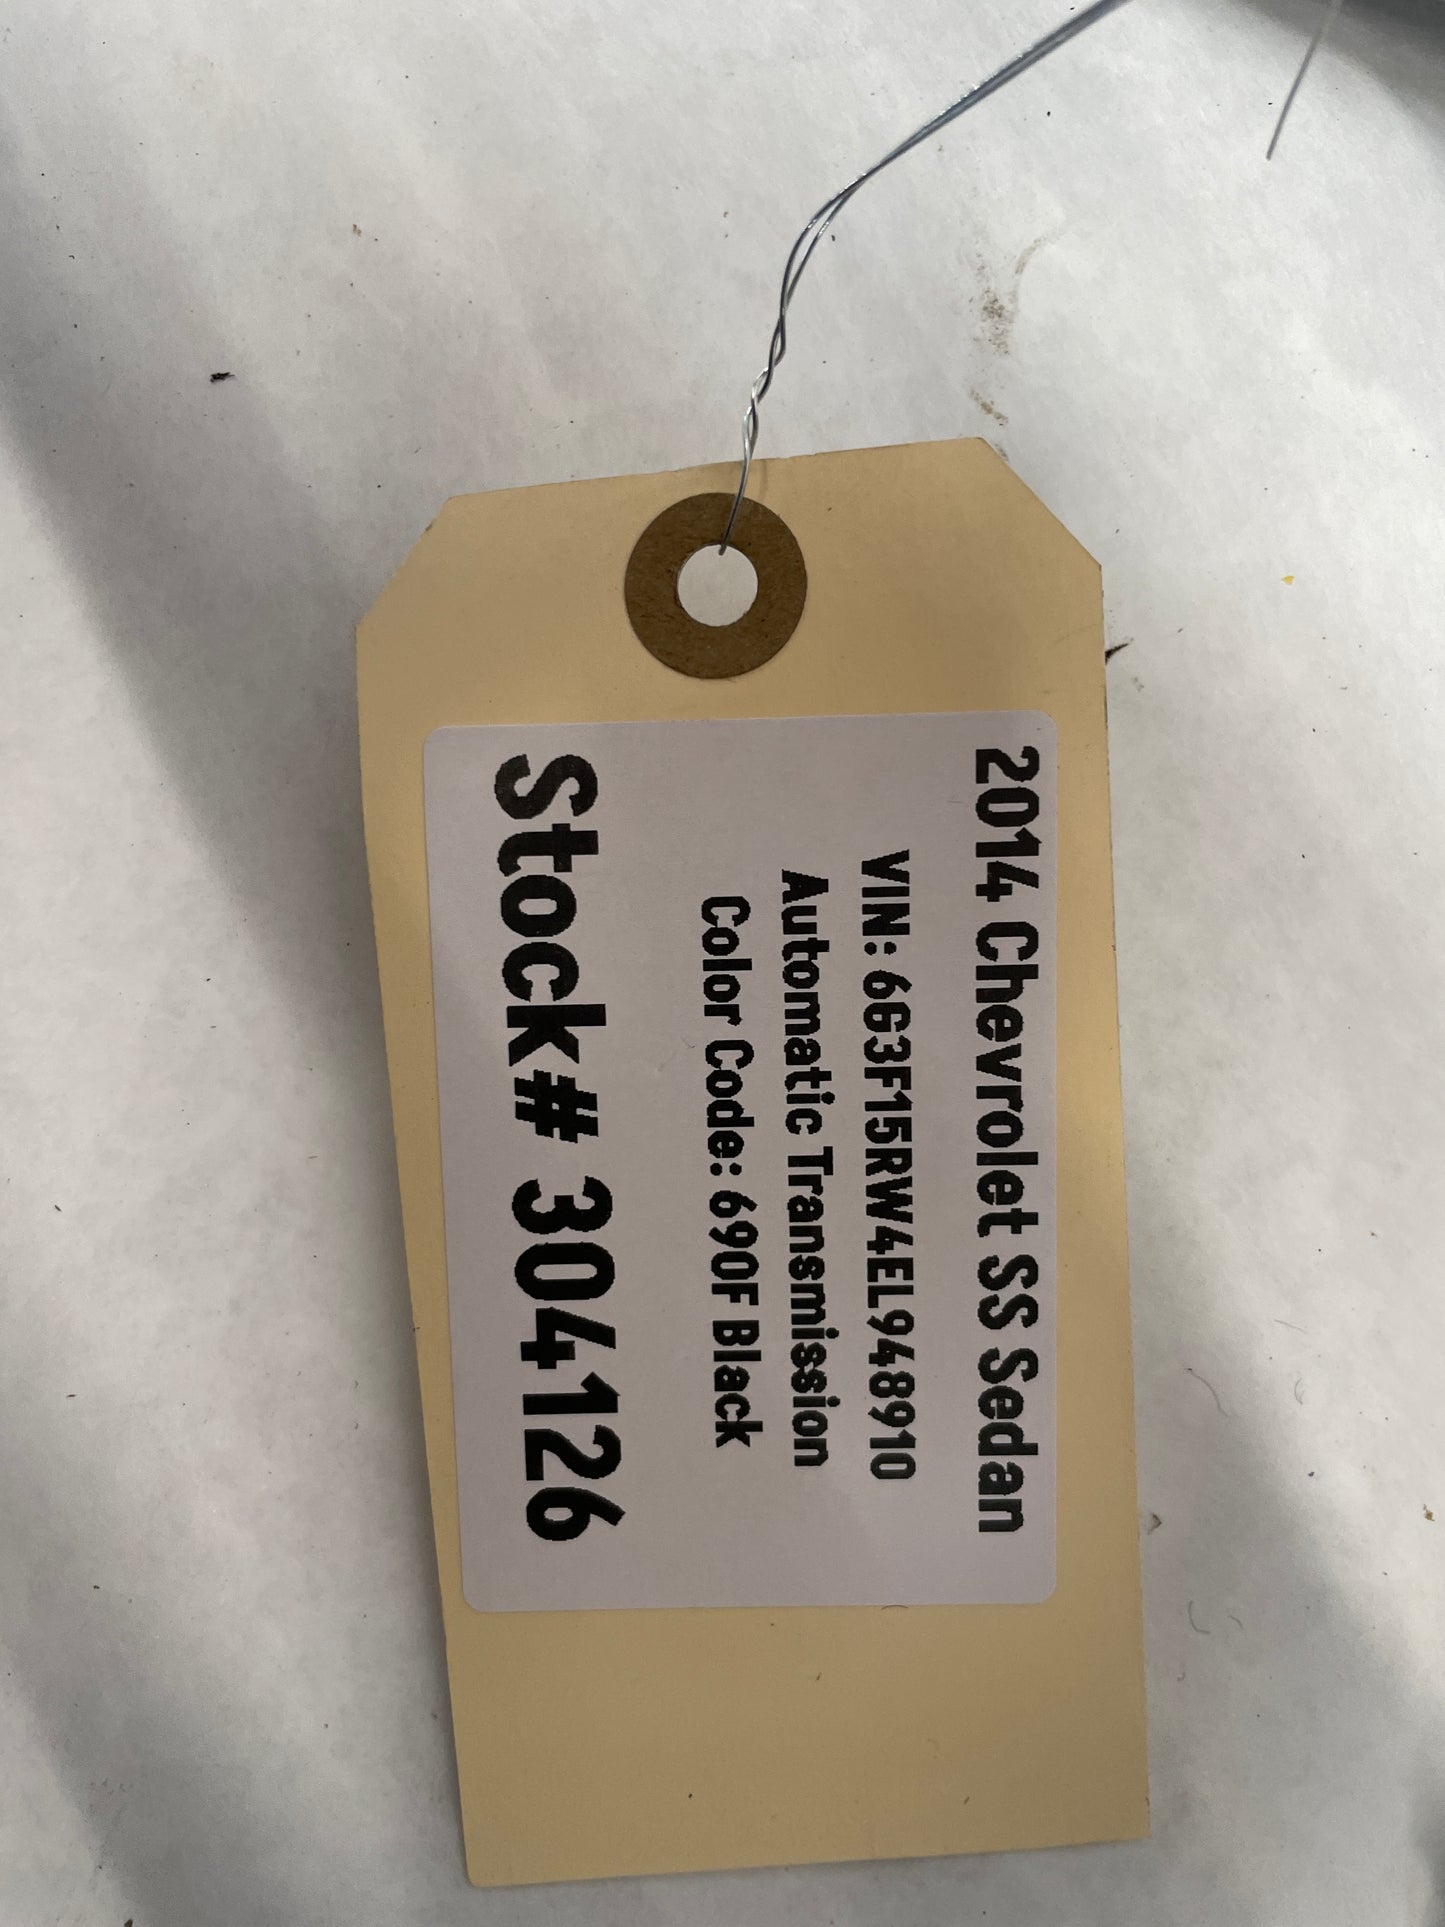 2014 Chevrolet SS Sedan
VIN: 6G3F15RW4EL948910
Automatic Transmission
Color Code: 690F Black
Stock# 304126